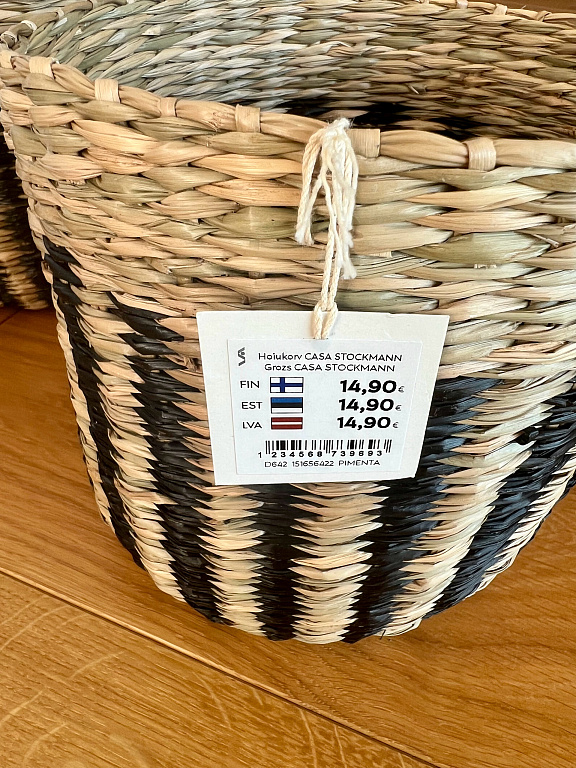 Hoiukorv CASA STOCKMANN
Grozs CASA STOCKMANN
FIN 14,90€
EST 14,90€
LVA 14,90€
1 234568 739693
D642 151656422 PIMENTA